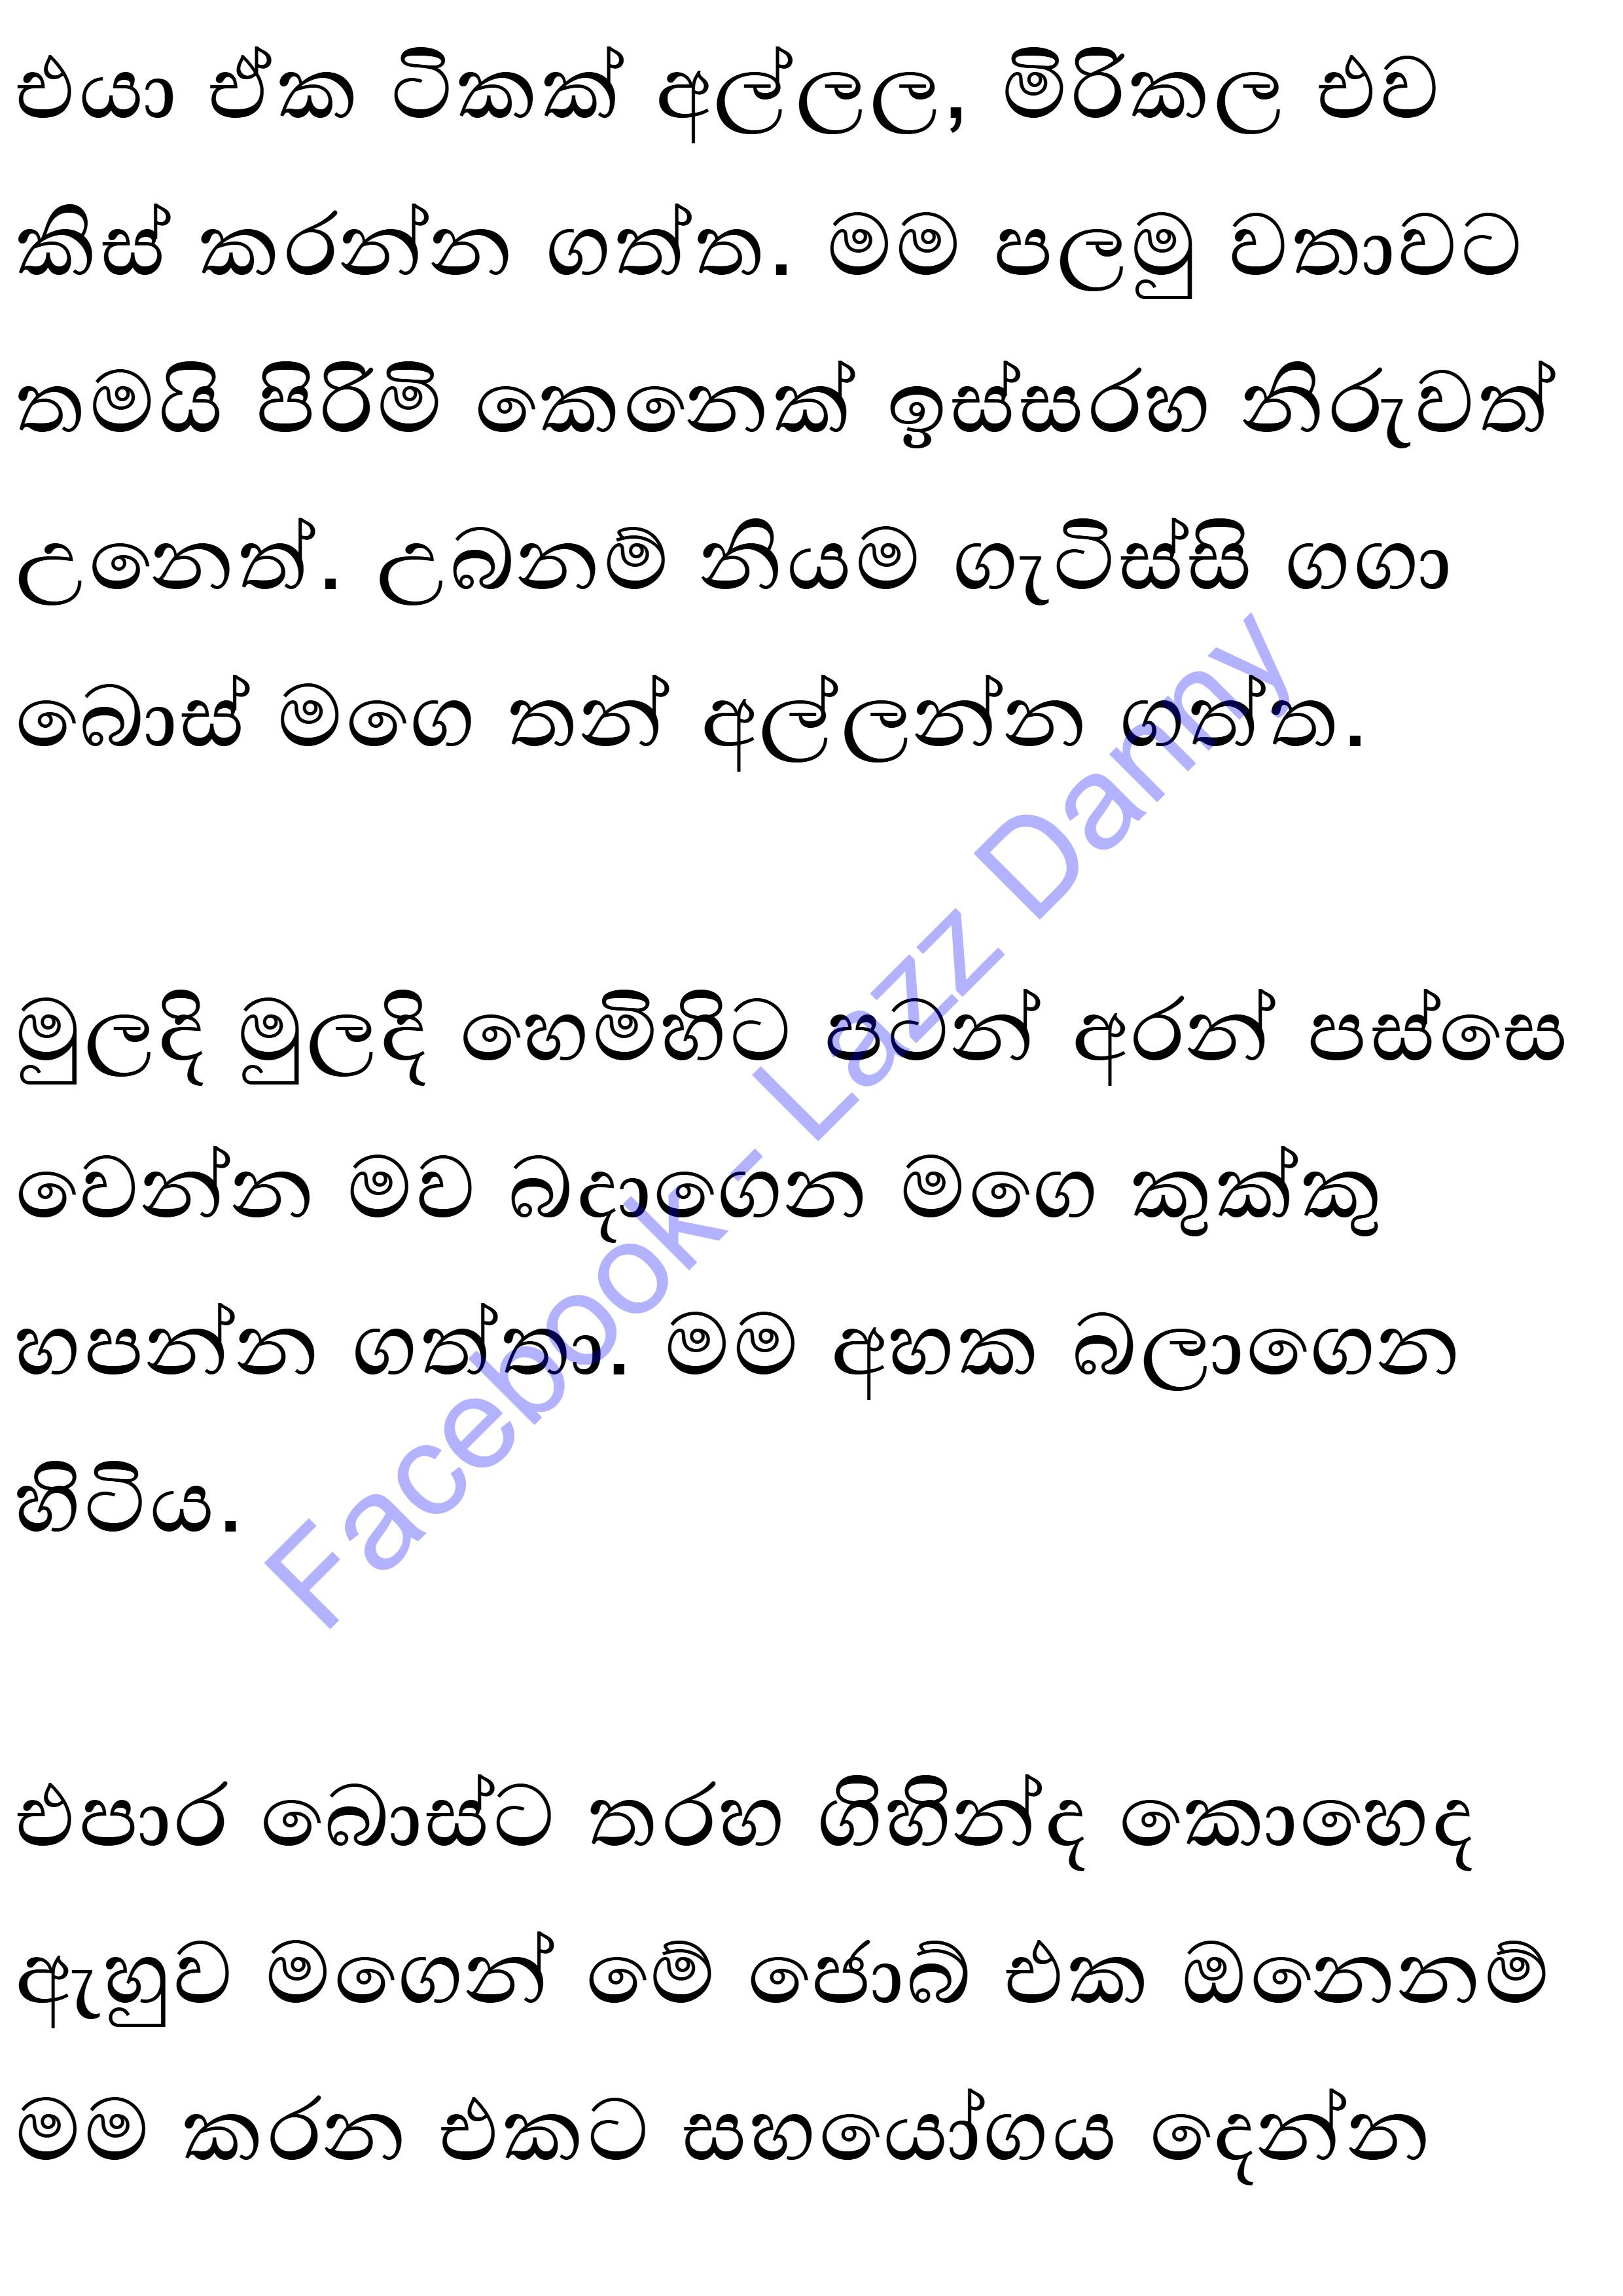 එයා ඒක ටිකක් අල්ලල, මිරිකල එව
කිස් කරන්න ගත්ත. මම පලමු වතාවට
තමයි පිරිමි කෙනෙක් ඉස්සරහ නිරුවත්
උනෙත්. උබනම් නියම ගැටිස්සි ගගා
බොස් මගෙ තන් අල්ලන්න ගත්ත.
මුලදි මුලදි හෙමිහිට පටන් අරන් පස්සෙ
වෙන්න මව බදාගෙන මගෙ කුක්කු
හපන්න ගත්තා. මම අහක බලාගෙන
හිටිය.
එපාර බොස්ට තරහ ගිහින්ද කොහෙද
ඇහුව මගෙන් මේ ජොබ් එක ඔනෙනම්
මම කරන එකට සහයෝගය දෙන්න
Facebook - Lazz Danny